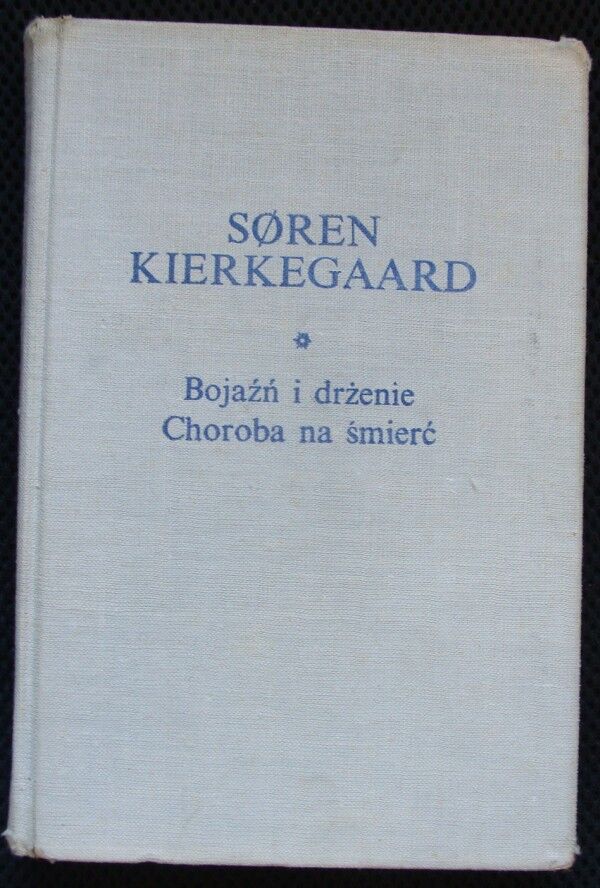 SØREN
KIERKEGAARD
Bojaźń i drżenie
Choroba na śmierć